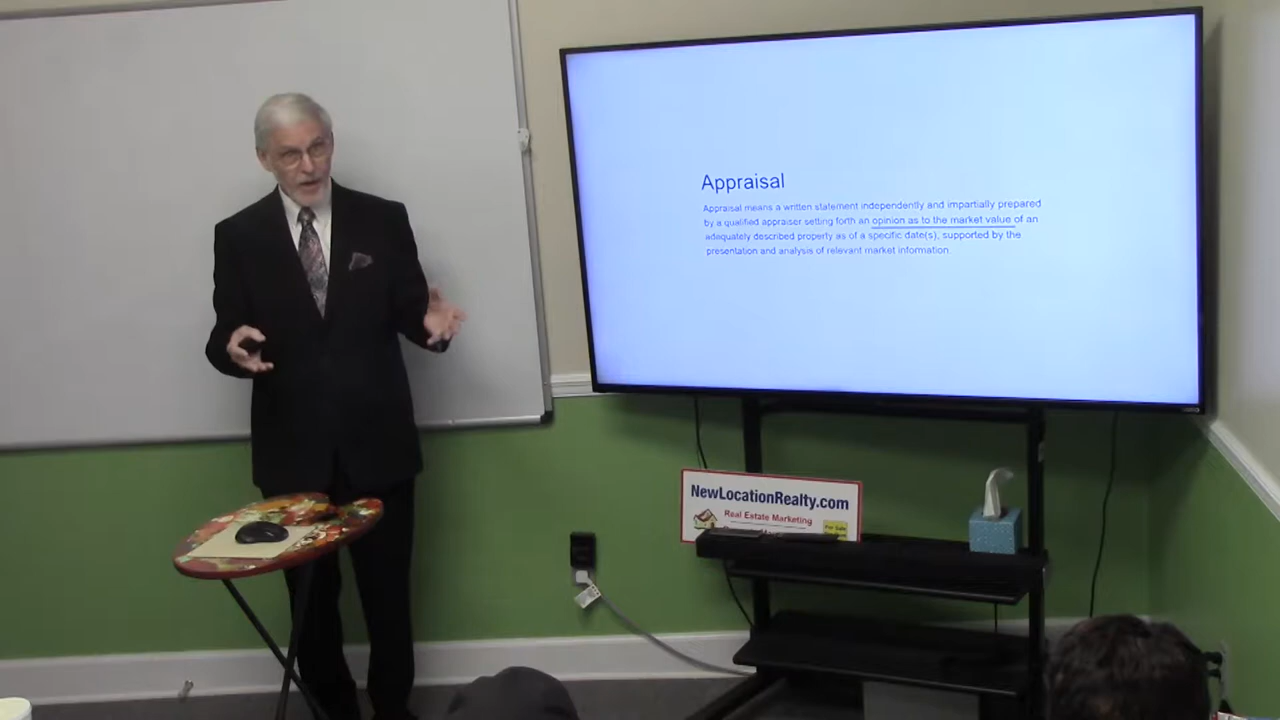 Appraisal
Appraisal means a written statement independently and impartially prepared
by a qualified appraiser setting forth an opinion as to the market value of an
adequately described property as of a specific date(s), supported by the
presentation and analysis of relevant market information.
NewLocationRealty.com
Real Estate Marketing
For Sale